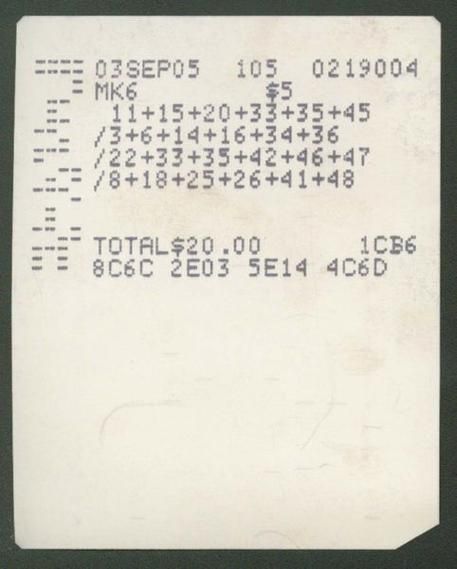 03SEP05 105 0219004
MK6 $5
11+15+20+33+35+45
/3+6+14+16+34+36
/22+33+35+42+46+47
/8+18+25+26+41+48
TOTAL$20.00 1CB6
8C6C 2E03 5E14 4C6D